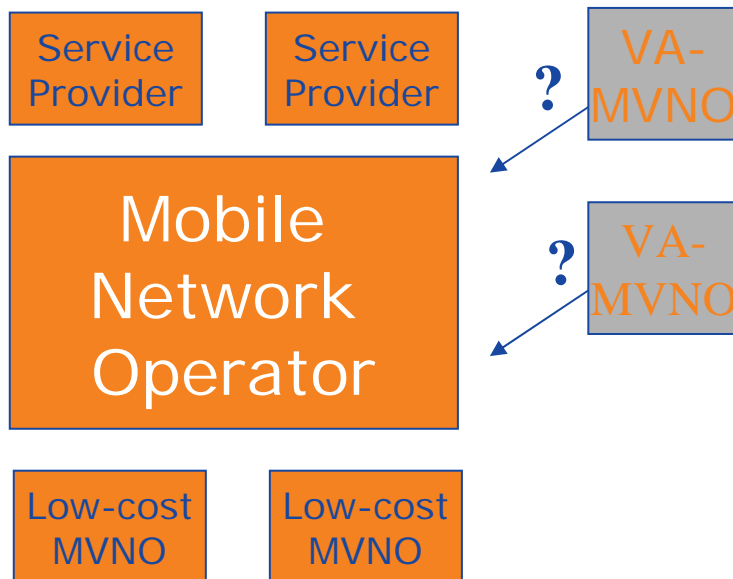 Service
Provider
Service
Provider
VA-
MVNO
?
Mobile
Network
Operator
VA-
MVNO
?
Low-cost
MVNO
Low-cost
MVNO